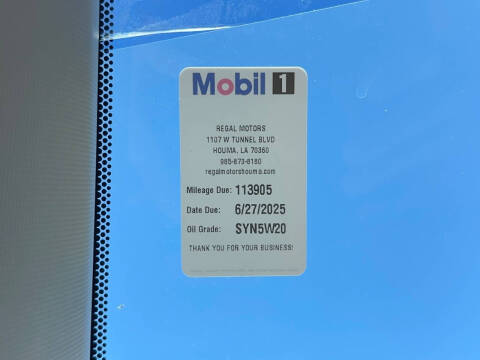 Mobil 1
REGAL MOTORS
1107 W TUNNEL BLVD
HOUMA, LA 70360
985-873-8180
regalmotorshouma.com
Mileage Due: 113905
Date Due: 6/27/2025
Oil Grade: SYN5W20
THANK YOU FOR YOUR BUSINESS!